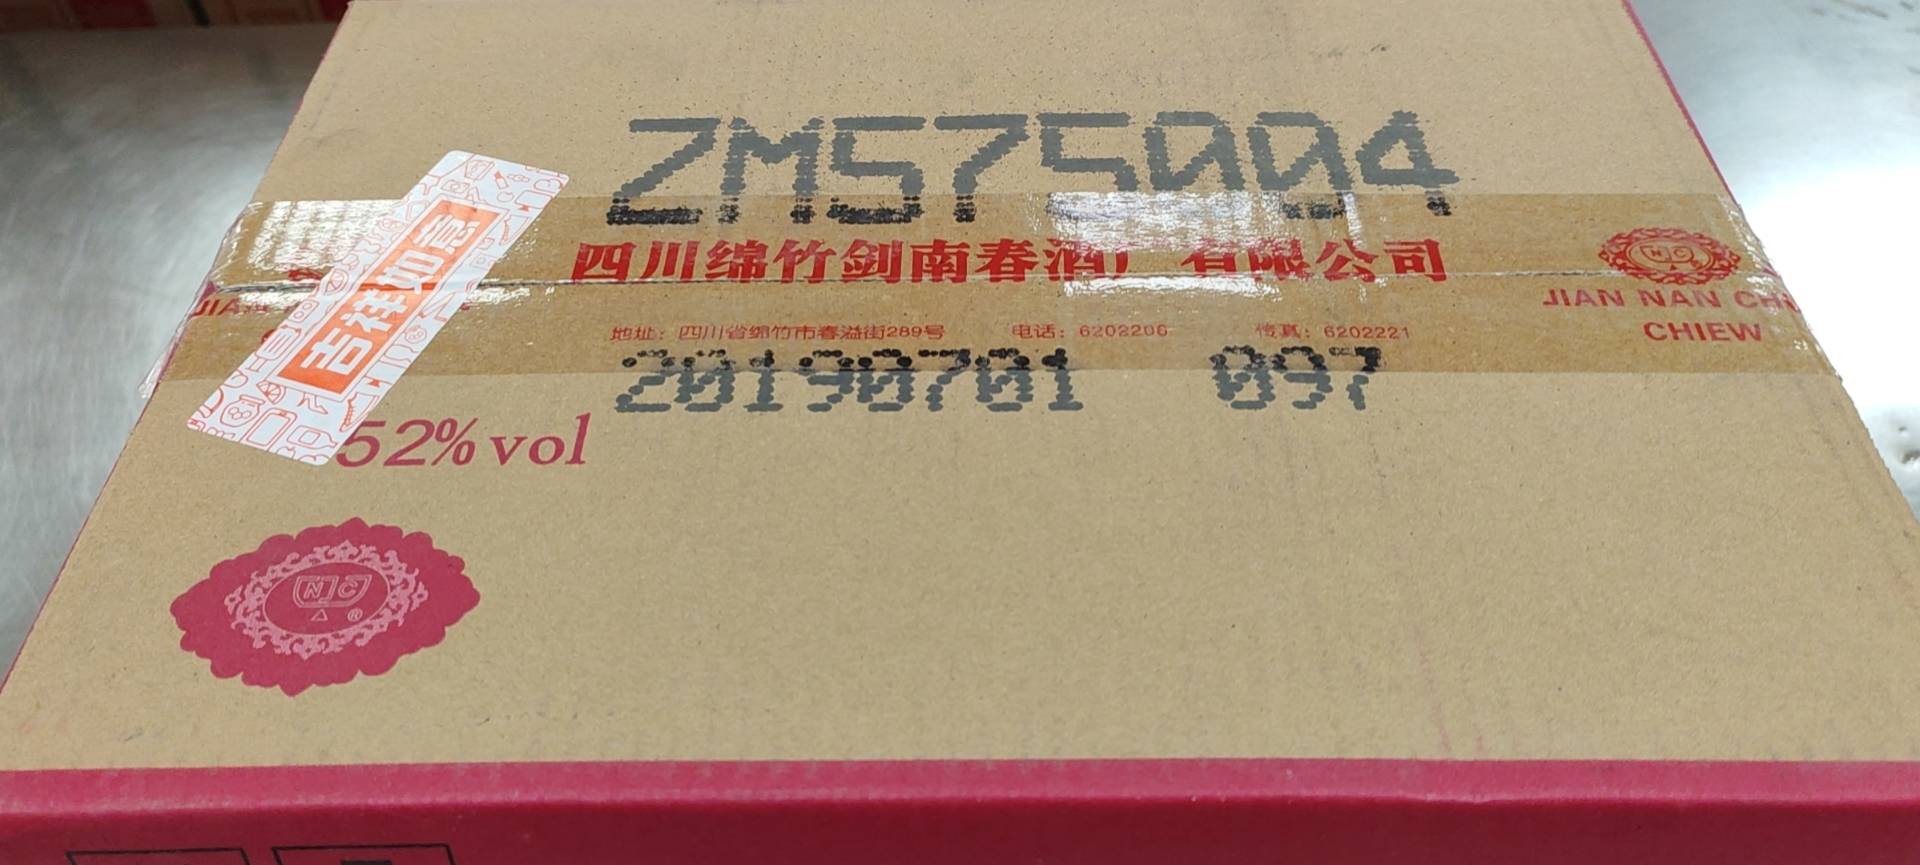 ZM575004
吉祥如意
四川绵竹剑南春酒厂有限公司
JIAN NAN CHUN
CHIEW
地址：四川省绵竹市春溢街289号 电话：6202206 传真：6202221
20190701 097
52% vol
NC
®